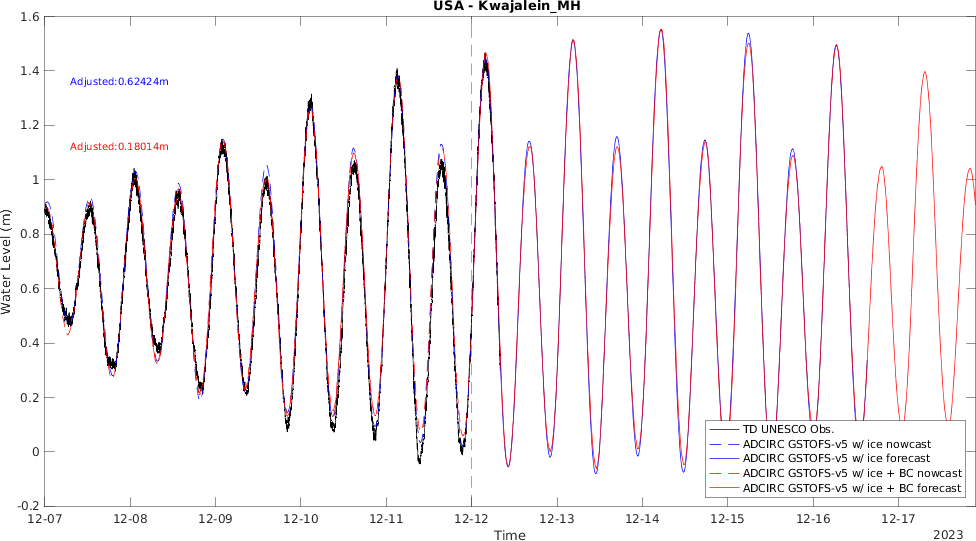 USA - Kwajalein_MH
1.6
1.4
1.2
1
0.8
0.6
0.4
0.2
0
-0.2
Water Level (m)
Adjusted:0.62424m
Adjusted:0.18014m
TD UNESCO Obs.
ADCIRC GSTOFS-v5 w/ ice nowcast
ADCIRC GSTOFS-v5 w/ ice forecast
ADCIRC GSTOFS-v5 w/ ice + BC nowcast
ADCIRC GSTOFS-v5 w/ ice + BC forecast
12-07 12-08 12-09 12-10 12-11 12-12 12-13 12-14 12-15 12-16 12-17
Time
2023